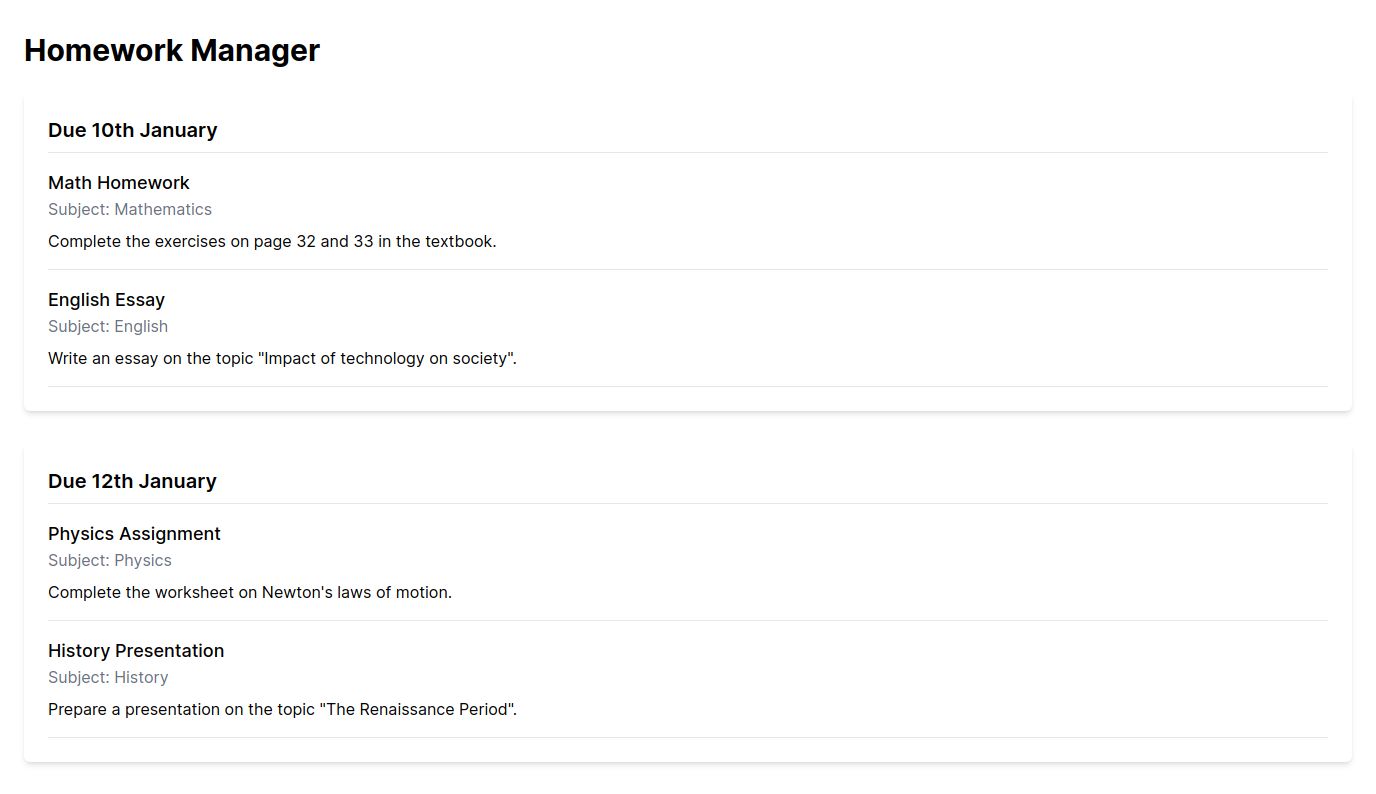 Homework Manager
Due 10th January
Math Homework
Subject: Mathematics
Complete the exercises on page 32 and 33 in the textbook.
English Essay
Subject: English
Write an essay on the topic "Impact of technology on society".
Due 12th January
Physics Assignment
Subject: Physics
Complete the worksheet on Newton's laws of motion.
History Presentation
Subject: History
Prepare a presentation on the topic "The Renaissance Period".